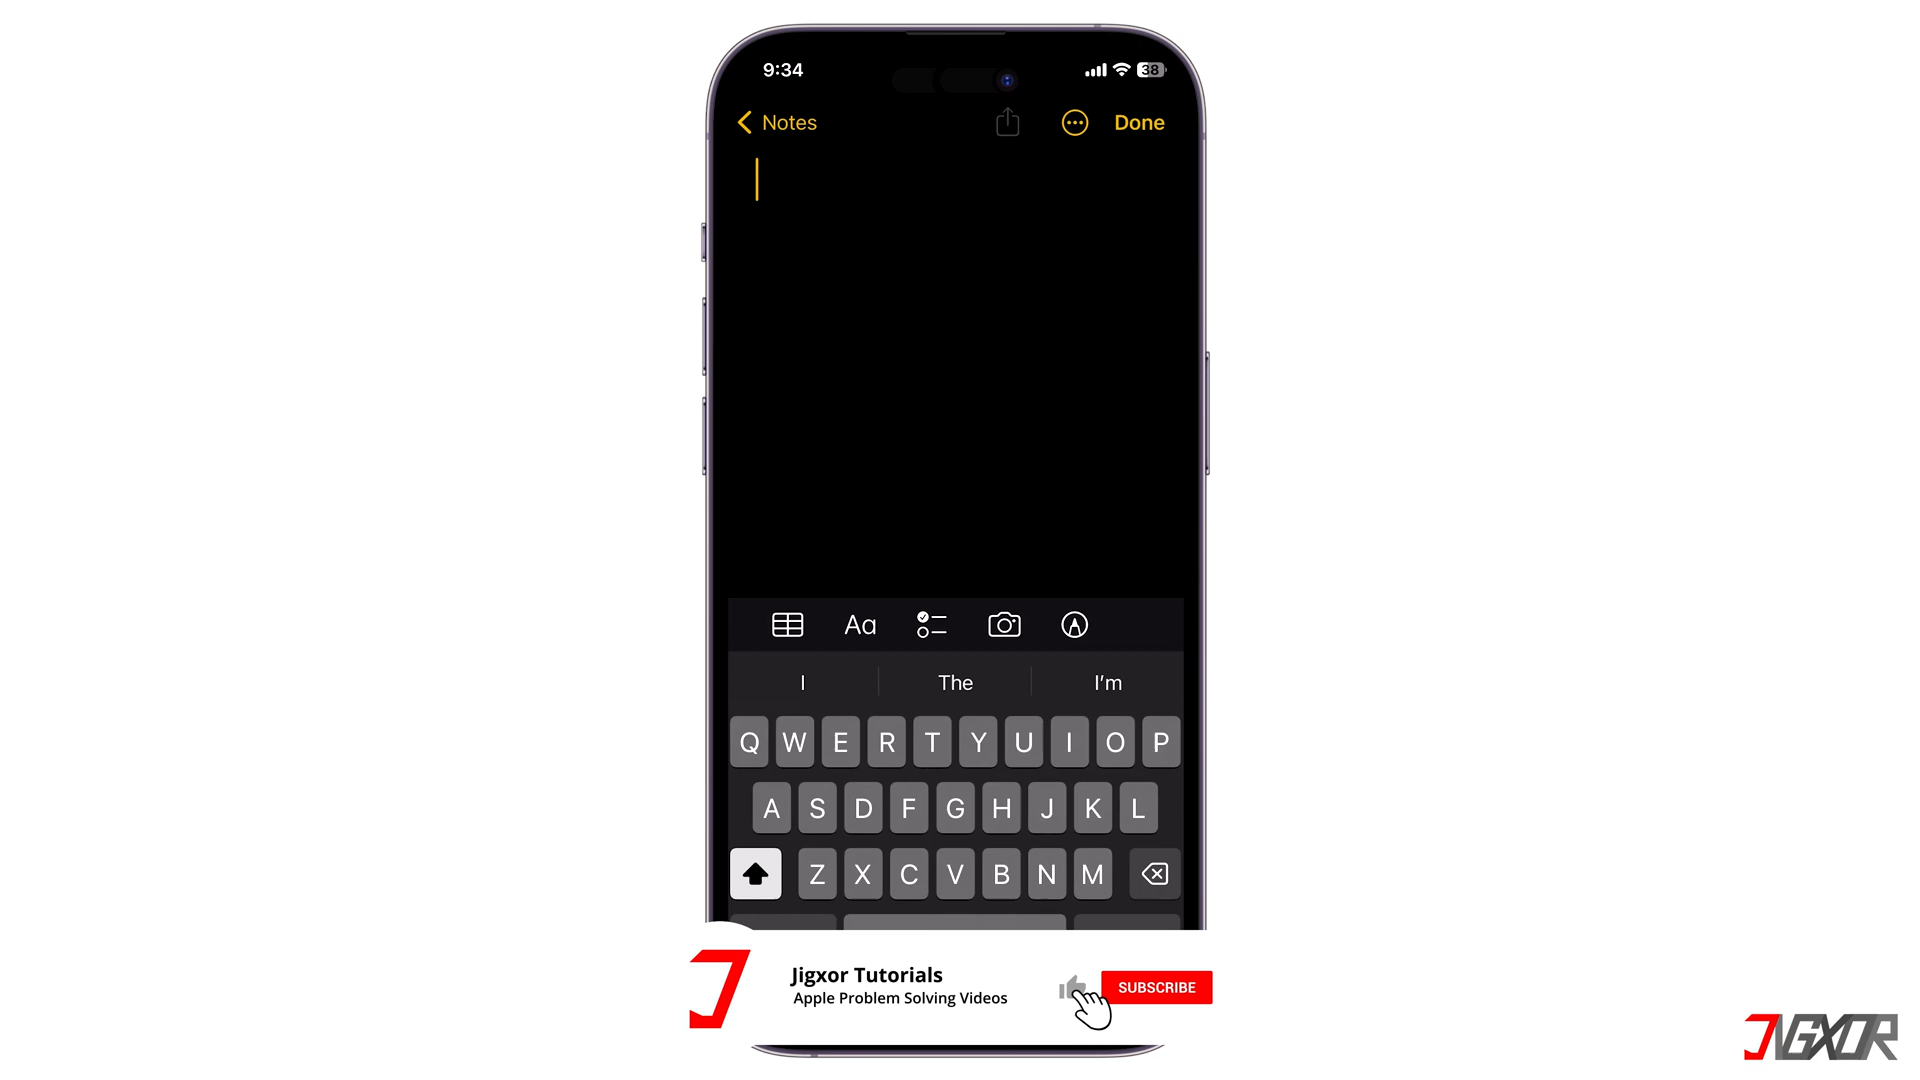 9:34
38
Notes
Done
Aa
I
The
I'm
Q W E R T Y U I O P
A S D F G H J K L
Z X C V B N M
Jigxor Tutorials
Apple Problem Solving Videos
SUBSCRIBE
JIGXOR